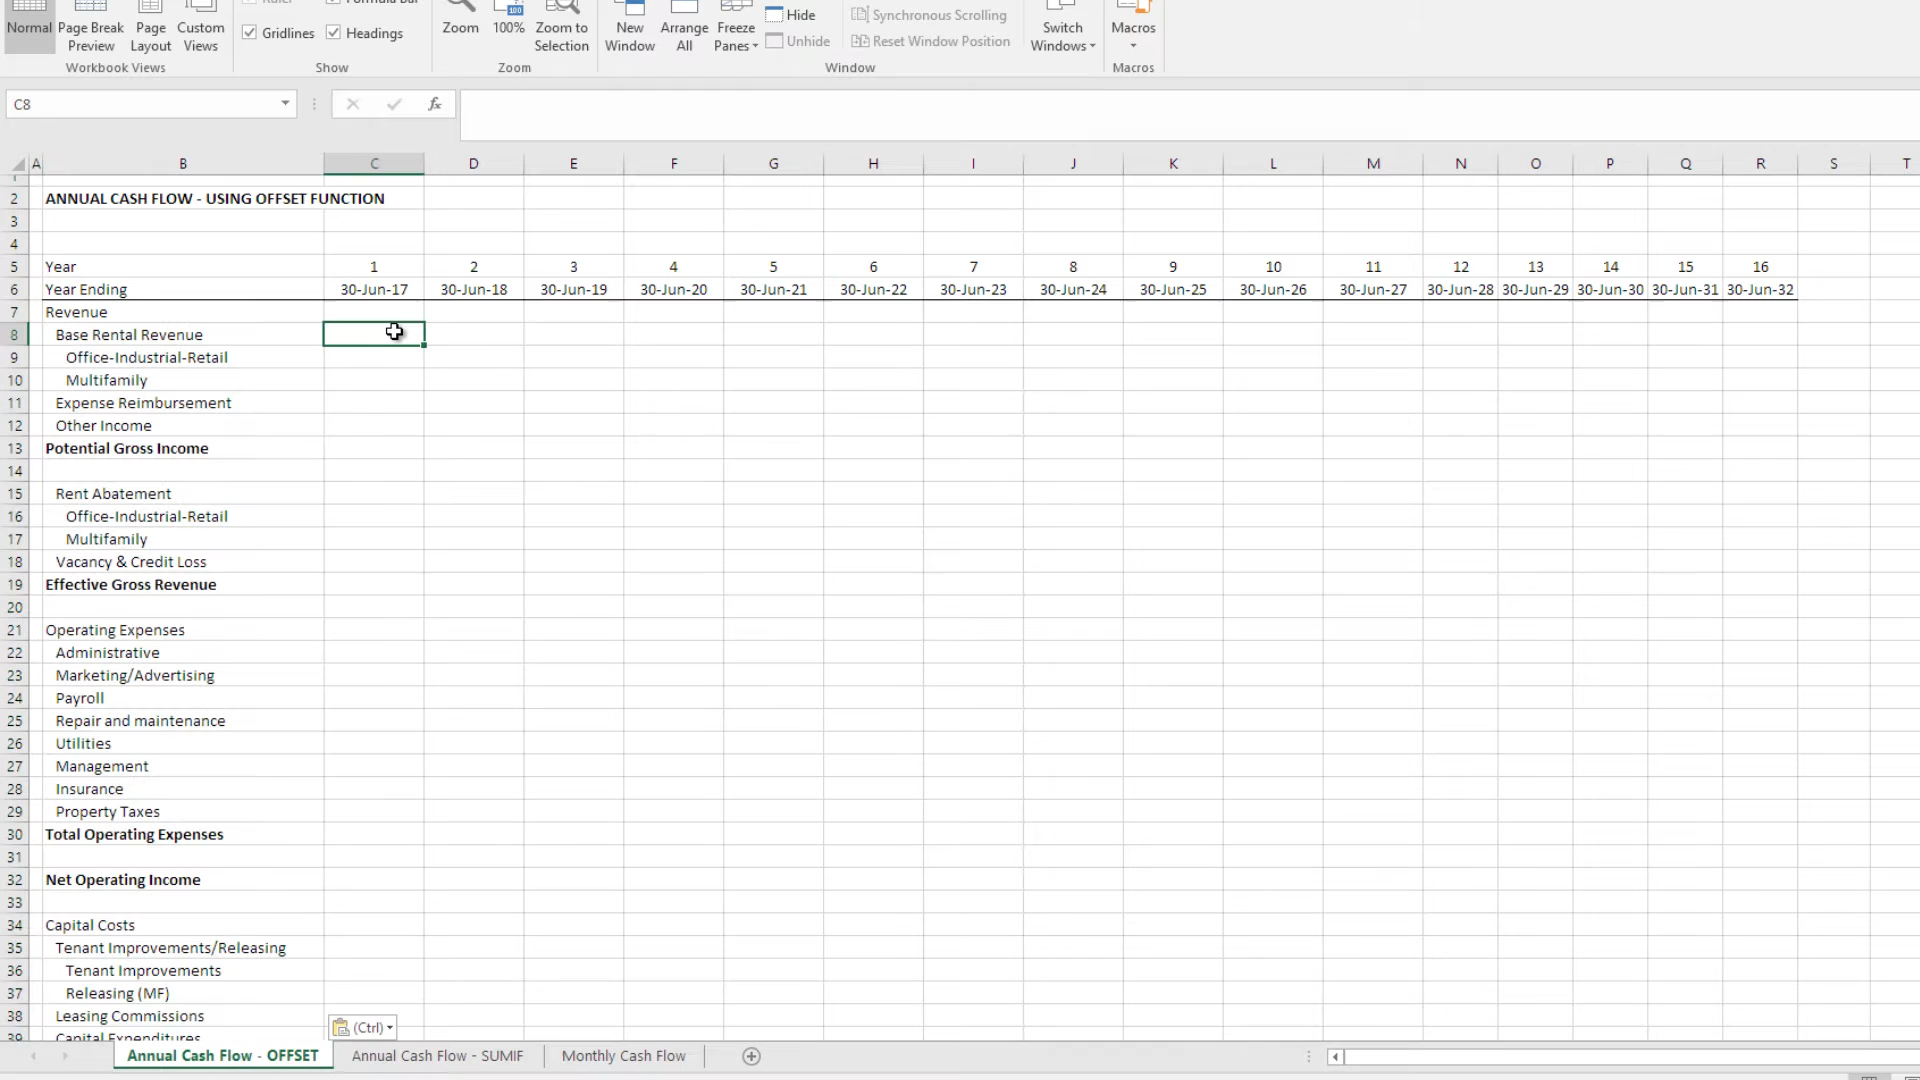 Ruler Formula Bar Hide Synchronous Scrolling
Normal Page Break Page Custom Gridlines Headings Zoom 100% Zoom to New Arrange Freeze Unhide Reset Window Position Switch Macros
Preview Layout Views Selection Window All Panes Windows
Workbook Views Show Zoom Window Macros
C8 fx
A B C D E F G H I J K L M N O P Q R S T
2 ANNUAL CASH FLOW - USING OFFSET FUNCTION
3
4
5 Year 1 2 3 4 5 6 7 8 9 10 11 12 13 14 15 16
6 Year Ending 30-Jun-17 30-Jun-18 30-Jun-19 30-Jun-20 30-Jun-21 30-Jun-22 30-Jun-23 30-Jun-24 30-Jun-25 30-Jun-26 30-Jun-27 30-Jun-28 30-Jun-29 30-Jun-30 30-Jun-31 30-Jun-32
7 Revenue
8 Base Rental Revenue
9 Office-Industrial-Retail
10 Multifamily
11 Expense Reimbursement
12 Other Income
13 Potential Gross Income
14
15 Rent Abatement
16 Office-Industrial-Retail
17 Multifamily
18 Vacancy & Credit Loss
19 Effective Gross Revenue
20
21 Operating Expenses
22 Administrative
23 Marketing/Advertising
24 Payroll
25 Repair and maintenance
26 Utilities
27 Management
28 Insurance
29 Property Taxes
30 Total Operating Expenses
31
32 Net Operating Income
33
34 Capital Costs
35 Tenant Improvements/Releasing
36 Tenant Improvements
37 Releasing (MF)
38 Leasing Commissions
39 Capital Expenditures
(Ctrl)
Annual Cash Flow - OFFSET Annual Cash Flow - SUMIF Monthly Cash Flow